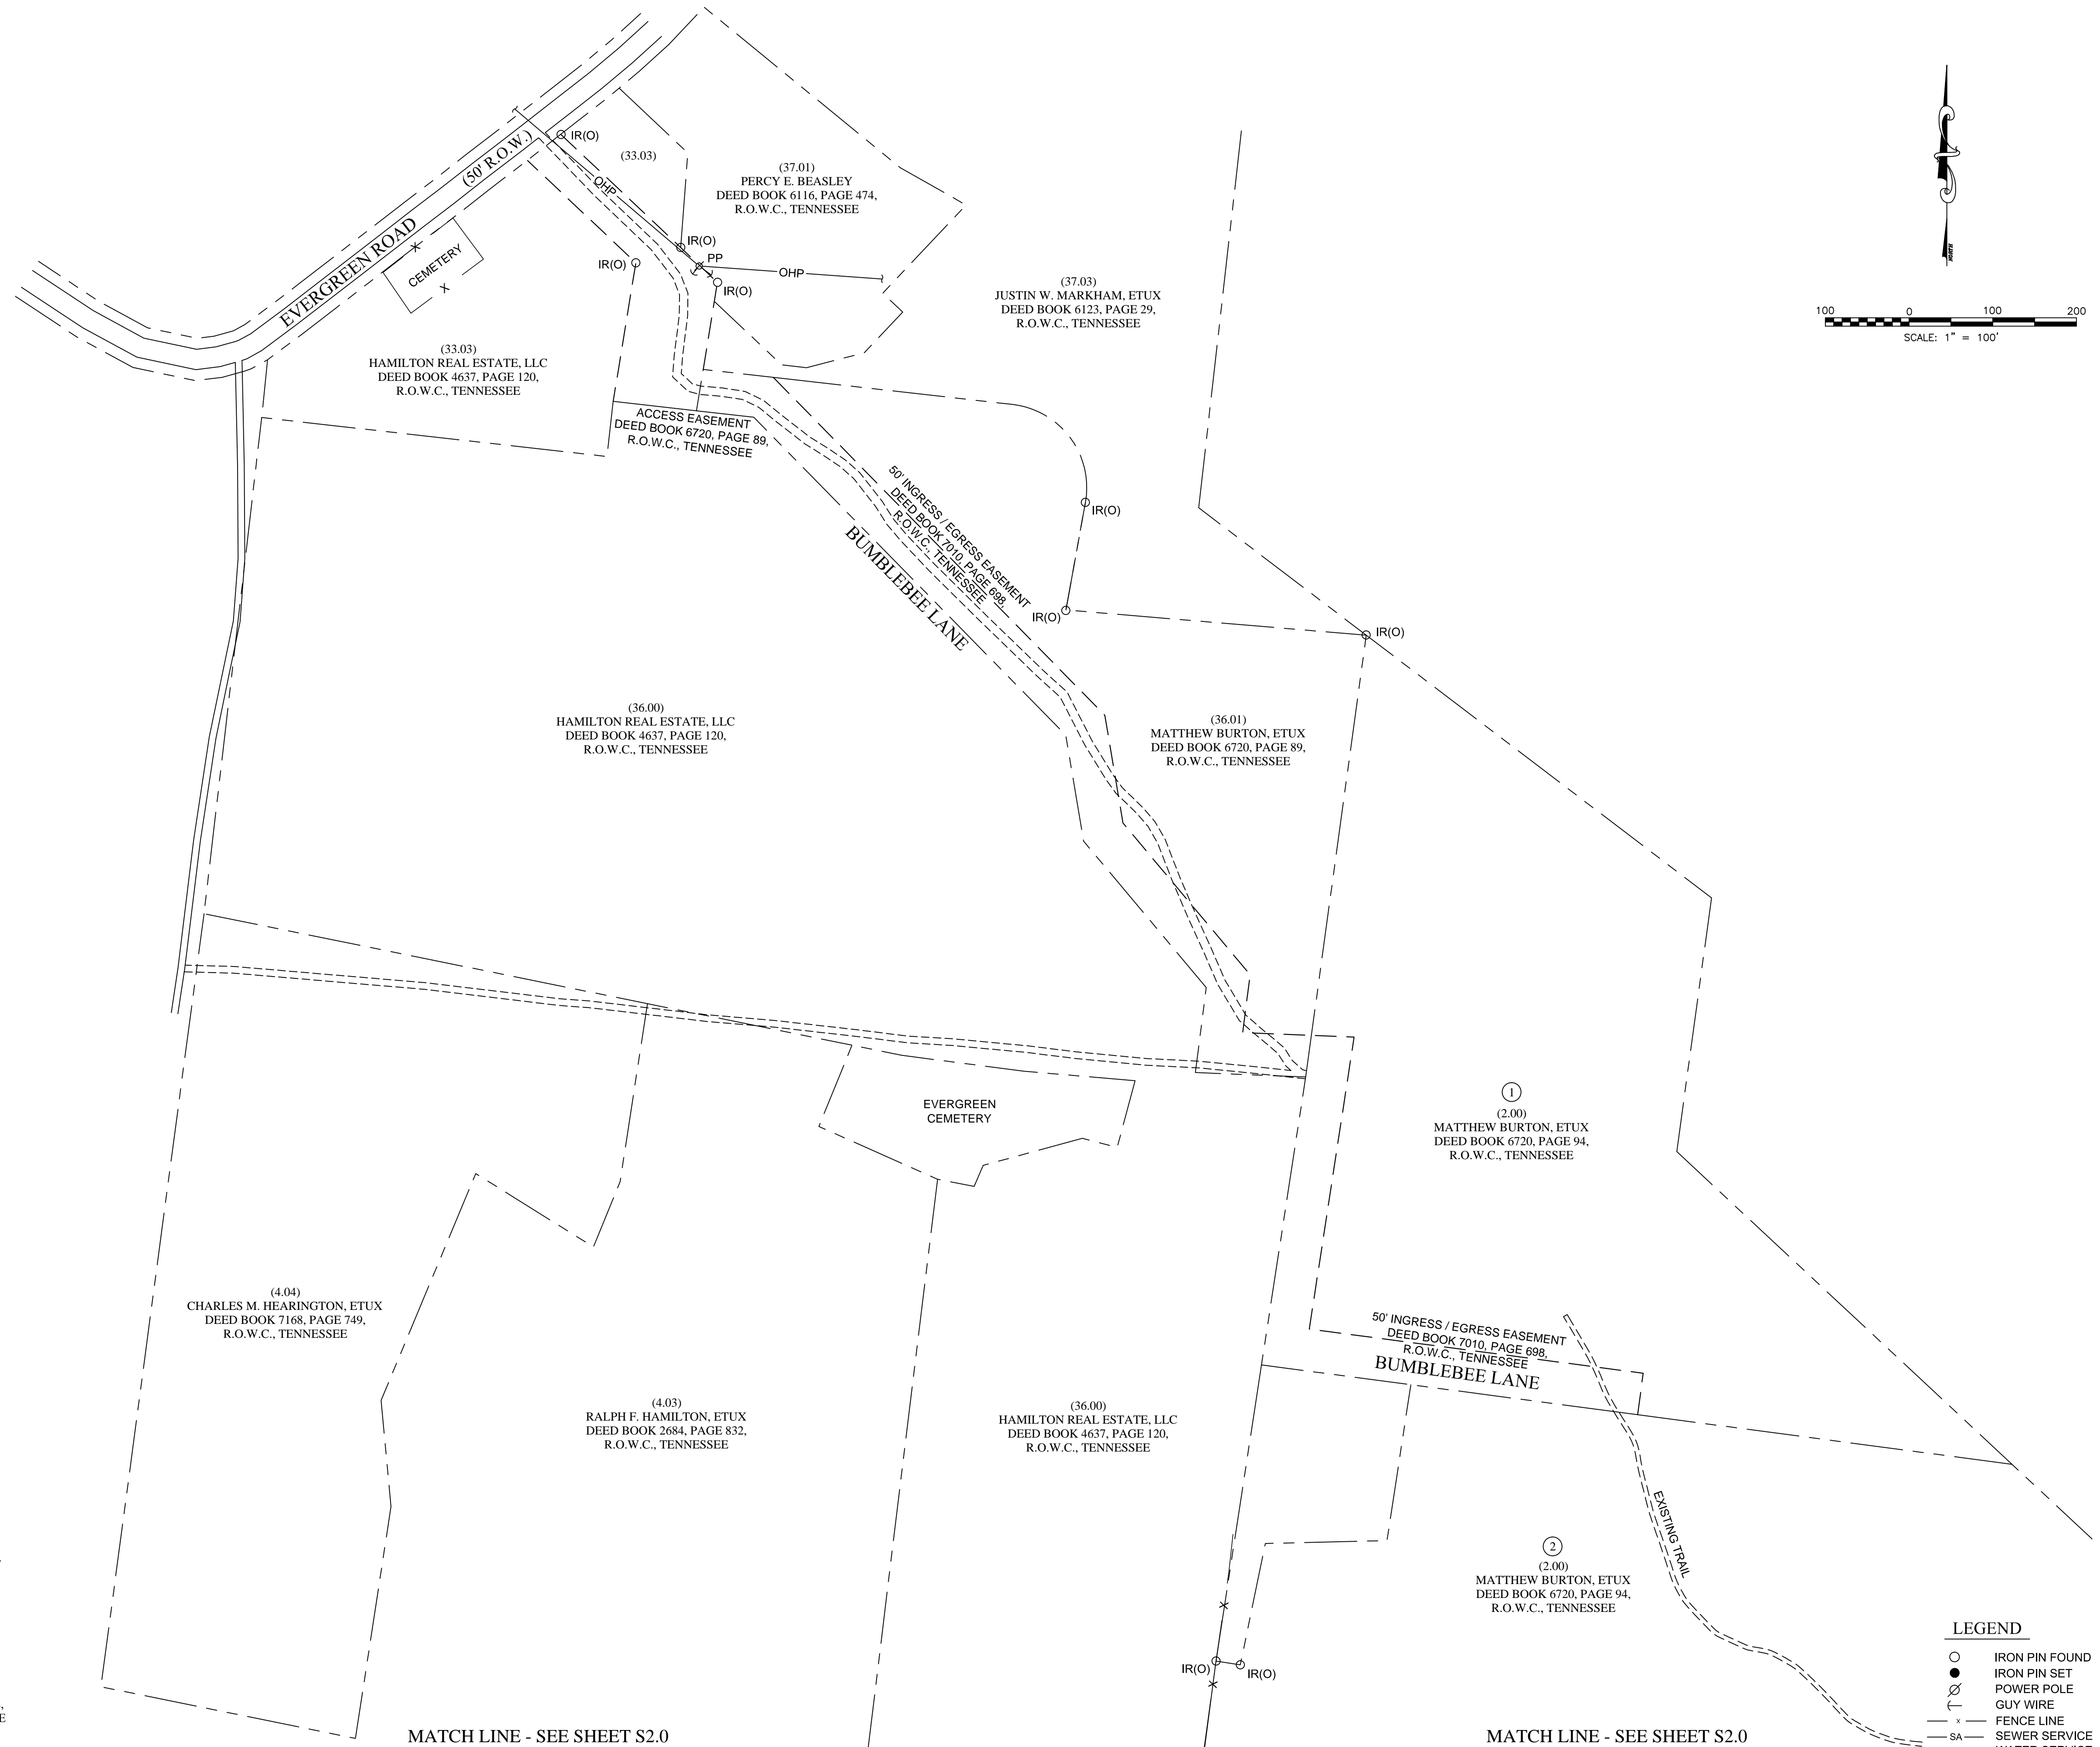 EVERGREEN ROAD
(50' R.O.W.)
CEMETERY
X
X
IR(O)
OHP
(33.03)
(37.01)
PERCY E. BEASLEY
DEED BOOK 6116, PAGE 474,
R.O.W.C., TENNESSEE
IR(O)
PP
IR(O)
OHP
IR(O)
(37.03)
JUSTIN W. MARKHAM, ETUX
DEED BOOK 6123, PAGE 29,
R.O.W.C., TENNESSEE
100 0 100 200
SCALE: 1" = 100'
(33.03)
HAMILTON REAL ESTATE, LLC
DEED BOOK 4637, PAGE 120,
R.O.W.C., TENNESSEE
ACCESS EASEMENT
DEED BOOK 6720, PAGE 89,
R.O.W.C., TENNESSEE
50' INGRESS / EGRESS EASEMENT
DEED BOOK 7010, PAGE 698,
R.O.W.C., TENNESSEE
BUMBLEBEE LANE
IR(O)
IR(O)
IR(O)
(36.00)
HAMILTON REAL ESTATE, LLC
DEED BOOK 4637, PAGE 120,
R.O.W.C., TENNESSEE
(36.01)
MATTHEW BURTON, ETUX
DEED BOOK 6720, PAGE 89,
R.O.W.C., TENNESSEE
EVERGREEN
CEMETERY
1
(2.00)
MATTHEW BURTON, ETUX
DEED BOOK 6720, PAGE 94,
R.O.W.C., TENNESSEE
(4.04)
CHARLES M. HEARINGTON, ETUX
DEED BOOK 7168, PAGE 749,
R.O.W.C., TENNESSEE
50' INGRESS / EGRESS EASEMENT
DEED BOOK 7010, PAGE 698,
R.O.W.C., TENNESSEE
BUMBLEBEE LANE
(4.03)
RALPH F. HAMILTON, ETUX
DEED BOOK 2684, PAGE 832,
R.O.W.C., TENNESSEE
(36.00)
HAMILTON REAL ESTATE, LLC
DEED BOOK 4637, PAGE 120,
R.O.W.C., TENNESSEE
EXISTING TRAIL
2
(2.00)
MATTHEW BURTON, ETUX
DEED BOOK 6720, PAGE 94,
R.O.W.C., TENNESSEE
X
IR(O)
IR(O)
X
LEGEND
IRON PIN FOUND
IRON PIN SET
POWER POLE
GUY WIRE
x FENCE LINE
SA SEWER SERVICE
MATCH LINE - SEE SHEET S2.0
MATCH LINE - SEE SHEET S2.0